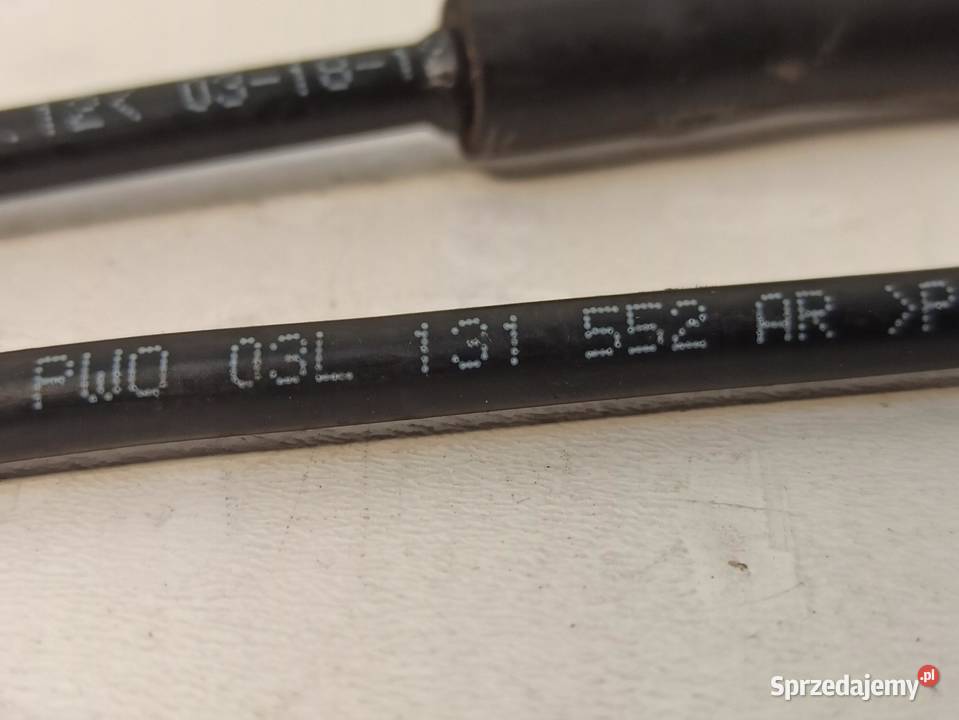 12< 03-18-1
PWO 03L 131 552 AR >P
Sprzedajemy.pl